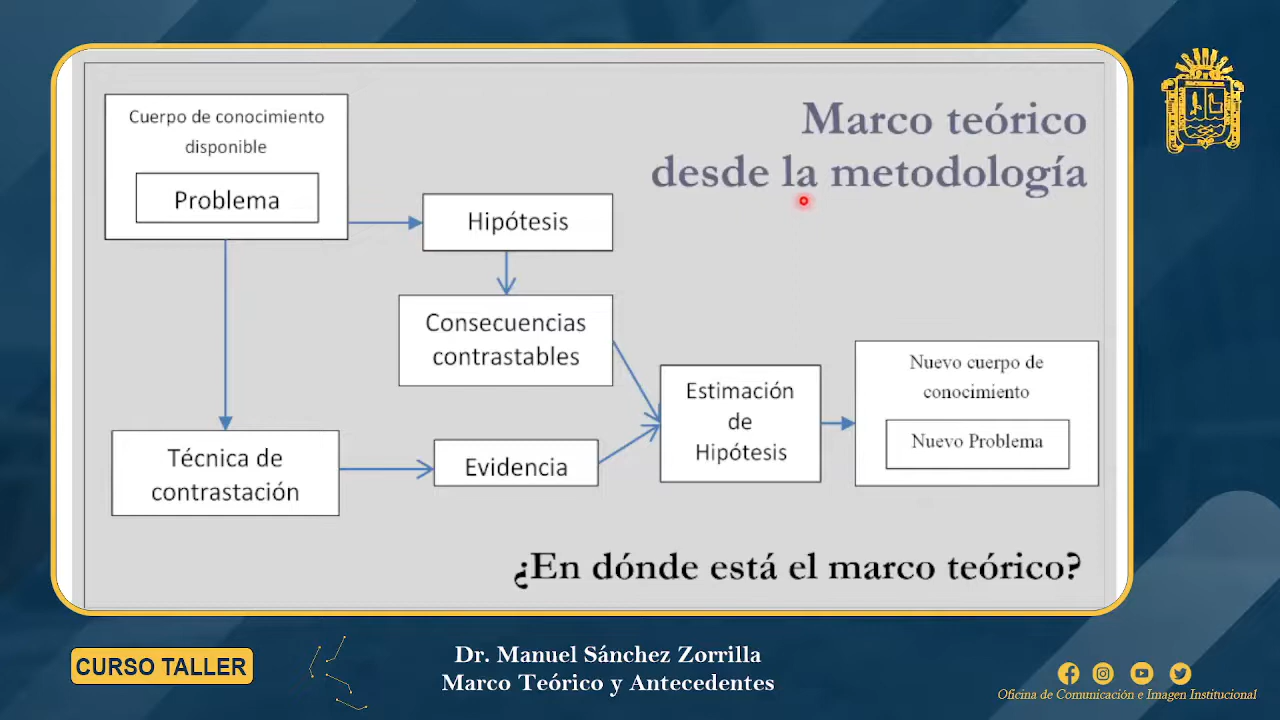 Marco teórico
desde la metodología
Cuerpo de conocimiento
disponible
Problema
Hipótesis
Consecuencias
contrastables
Técnica de
contrastación
Evidencia
Estimación
de
Hipótesis
Nuevo cuerpo de
conocimiento
Nuevo Problema
¿En dónde está el marco teórico?
CURSO TALLER
Dr. Manuel Sánchez Zorrilla
Marco Teórico y Antecedentes
Oficina de Comunicación e Imagen Institucional